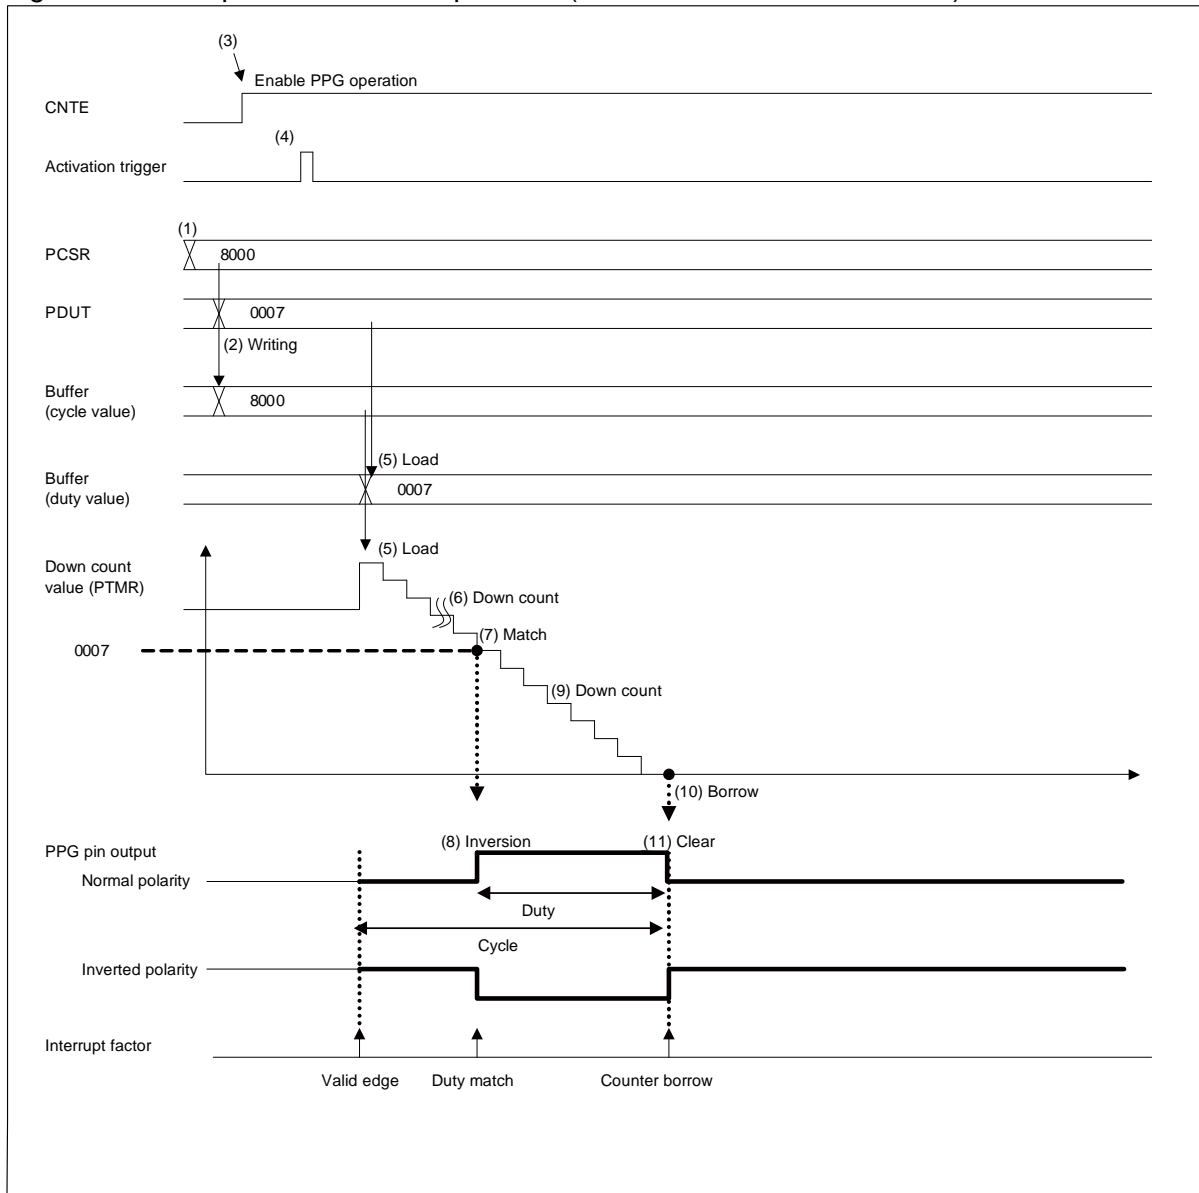 (3)
Enable PPG operation
CNTE
(4)
Activation trigger
(1)
PCSR
8000
PDUT
0007
(2) Writing
Buffer
(cycle value)
8000
(5) Load
Buffer
(duty value)
0007
(5) Load
Down count
value (PTMR)
(6) Down count
(7) Match
0007
(9) Down count
(10) Borrow
(8) Inversion
(11) Clear
PPG pin output
Normal polarity
Duty
Cycle
Inverted polarity
Interrupt factor
Valid edge
Duty match
Counter borrow